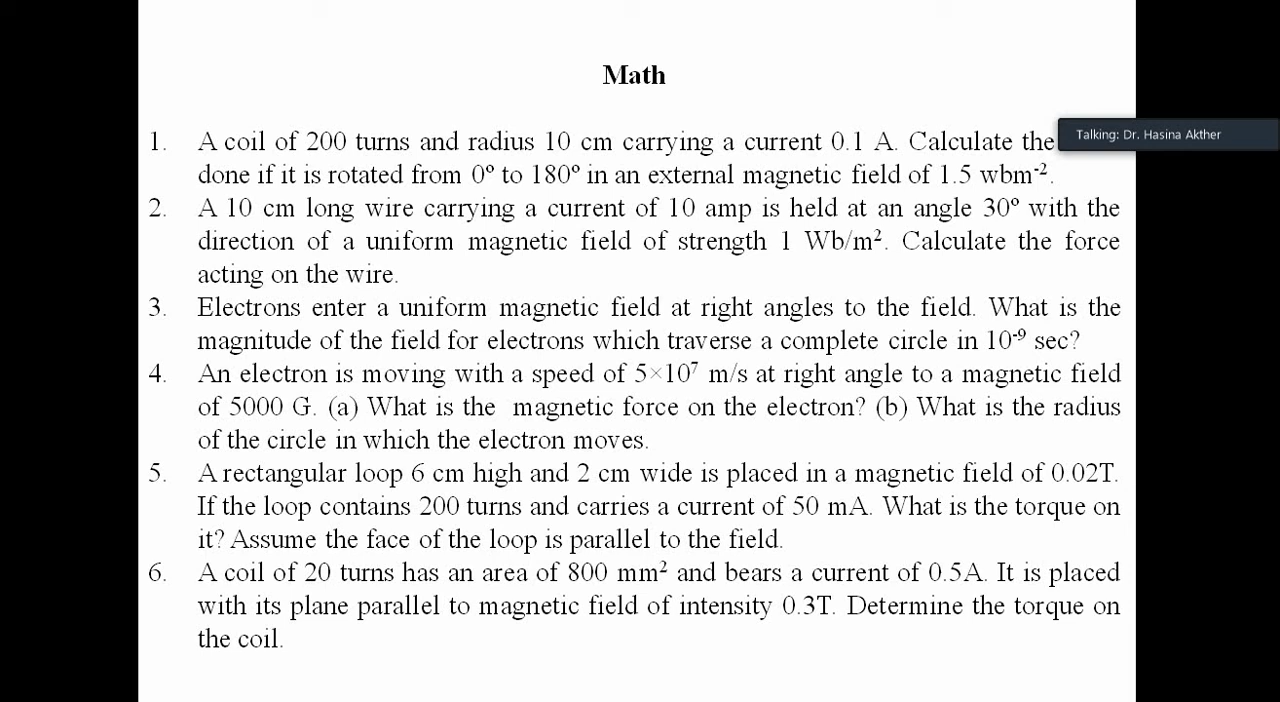 Math
Talking: Dr. Hasina Akther
1. A coil of 200 turns and radius 10 cm carrying a current 0.1 A. Calculate the
done if it is rotated from 0º to 180º in an external magnetic field of 1.5 wbm⁻².
2. A 10 cm long wire carrying a current of 10 amp is held at an angle 30º with the
direction of a uniform magnetic field of strength 1 Wb/m². Calculate the force
acting on the wire.
3. Electrons enter a uniform magnetic field at right angles to the field. What is the
magnitude of the field for electrons which traverse a complete circle in 10⁻⁹ sec?
4. An electron is moving with a speed of 5×10⁷ m/s at right angle to a magnetic field
of 5000 G. (a) What is the magnetic force on the electron? (b) What is the radius
of the circle in which the electron moves.
5. A rectangular loop 6 cm high and 2 cm wide is placed in a magnetic field of 0.02T.
If the loop contains 200 turns and carries a current of 50 mA. What is the torque on
it? Assume the face of the loop is parallel to the field.
6. A coil of 20 turns has an area of 800 mm² and bears a current of 0.5A. It is placed
with its plane parallel to magnetic field of intensity 0.3T. Determine the torque on
the coil.